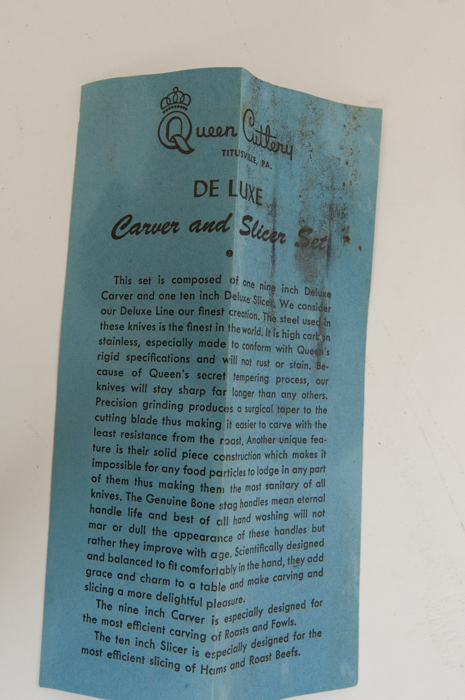 Queen Cutlery
TITUSVILLE, PA.
DE LUXE
Carver and Slicer Set
This set is composed of one nine inch Deluxe
Carver and one ten inch Deluxe Slicer. We consider
our Deluxe Line our finest creation. The steel used in
these knives is the finest in the world. It is high carbon
stainless, especially made to conform with Queen's
rigid specifications and will not rust or stain. Be-
cause of Queen's secret tempering process, our
knives will stay sharp far longer than any others.
Precision grinding produces a surgical taper to the
cutting blade thus making it easier to carve with the
least resistance from the roast. Another unique fea-
ture is their solid piece construction which makes it
impossible for any food particles to lodge in any part
of them thus making them the most sanitary of all
knives. The Genuine Bone stag handles mean eternal
handle life and best of all hand washing will not
mar or dull the appearance of these handles but
rather they improve with age. Scientifically designed
and balanced to fit comfortably in the hand, they add
grace and charm to a table and make carving and
slicing a more delightful pleasure.
The nine inch Carver is especially designed for
the most efficient carving of Roasts and Fowls.
The ten inch Slicer is especially designed for the
most efficient slicing of Hams and Roast Beefs.